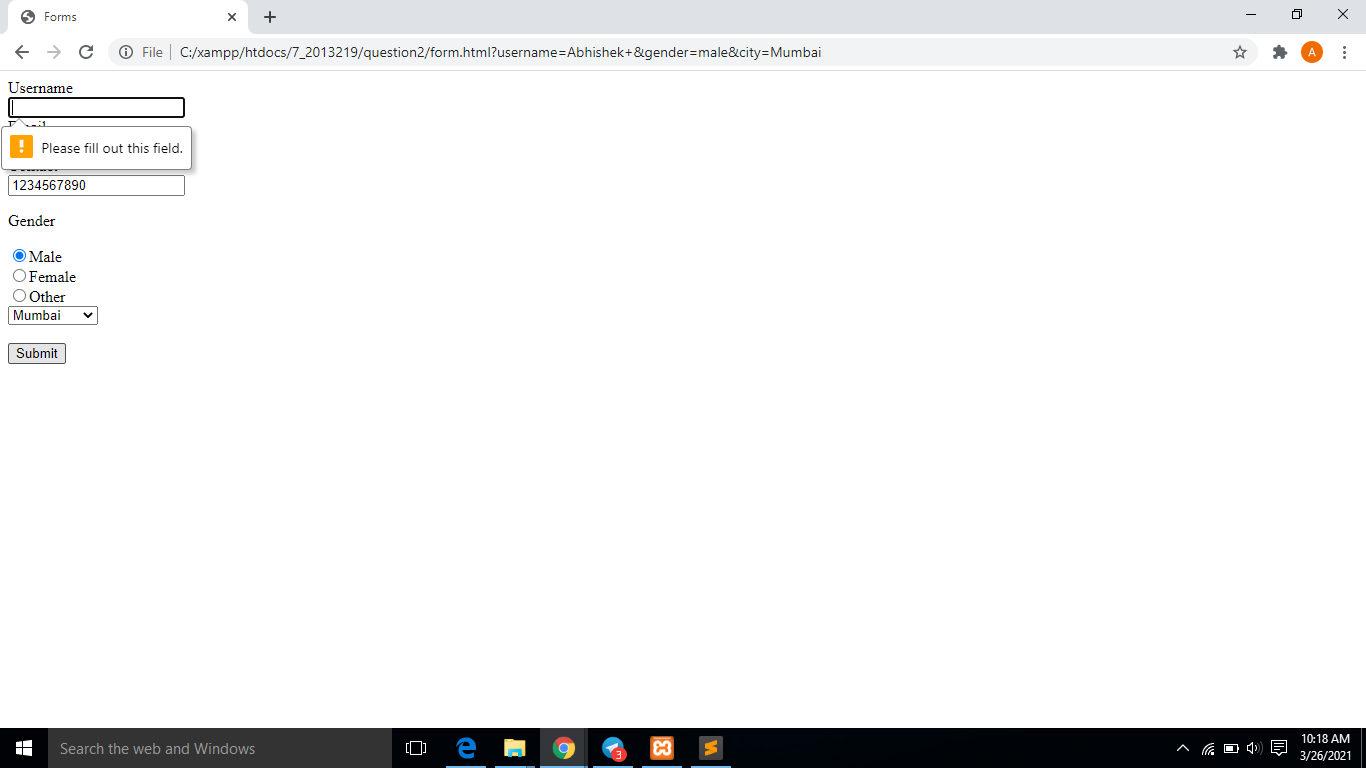 Forms
File C:/xampp/htdocs/7_2013219/question2/form.html?username=Abhishek+&gender=male&city=Mumbai
A
Username
Please fill out this field.
1234567890
Gender
Male
Female
Other
Mumbai
Submit
Search the web and Windows
3
10:18 AM
3/26/2021